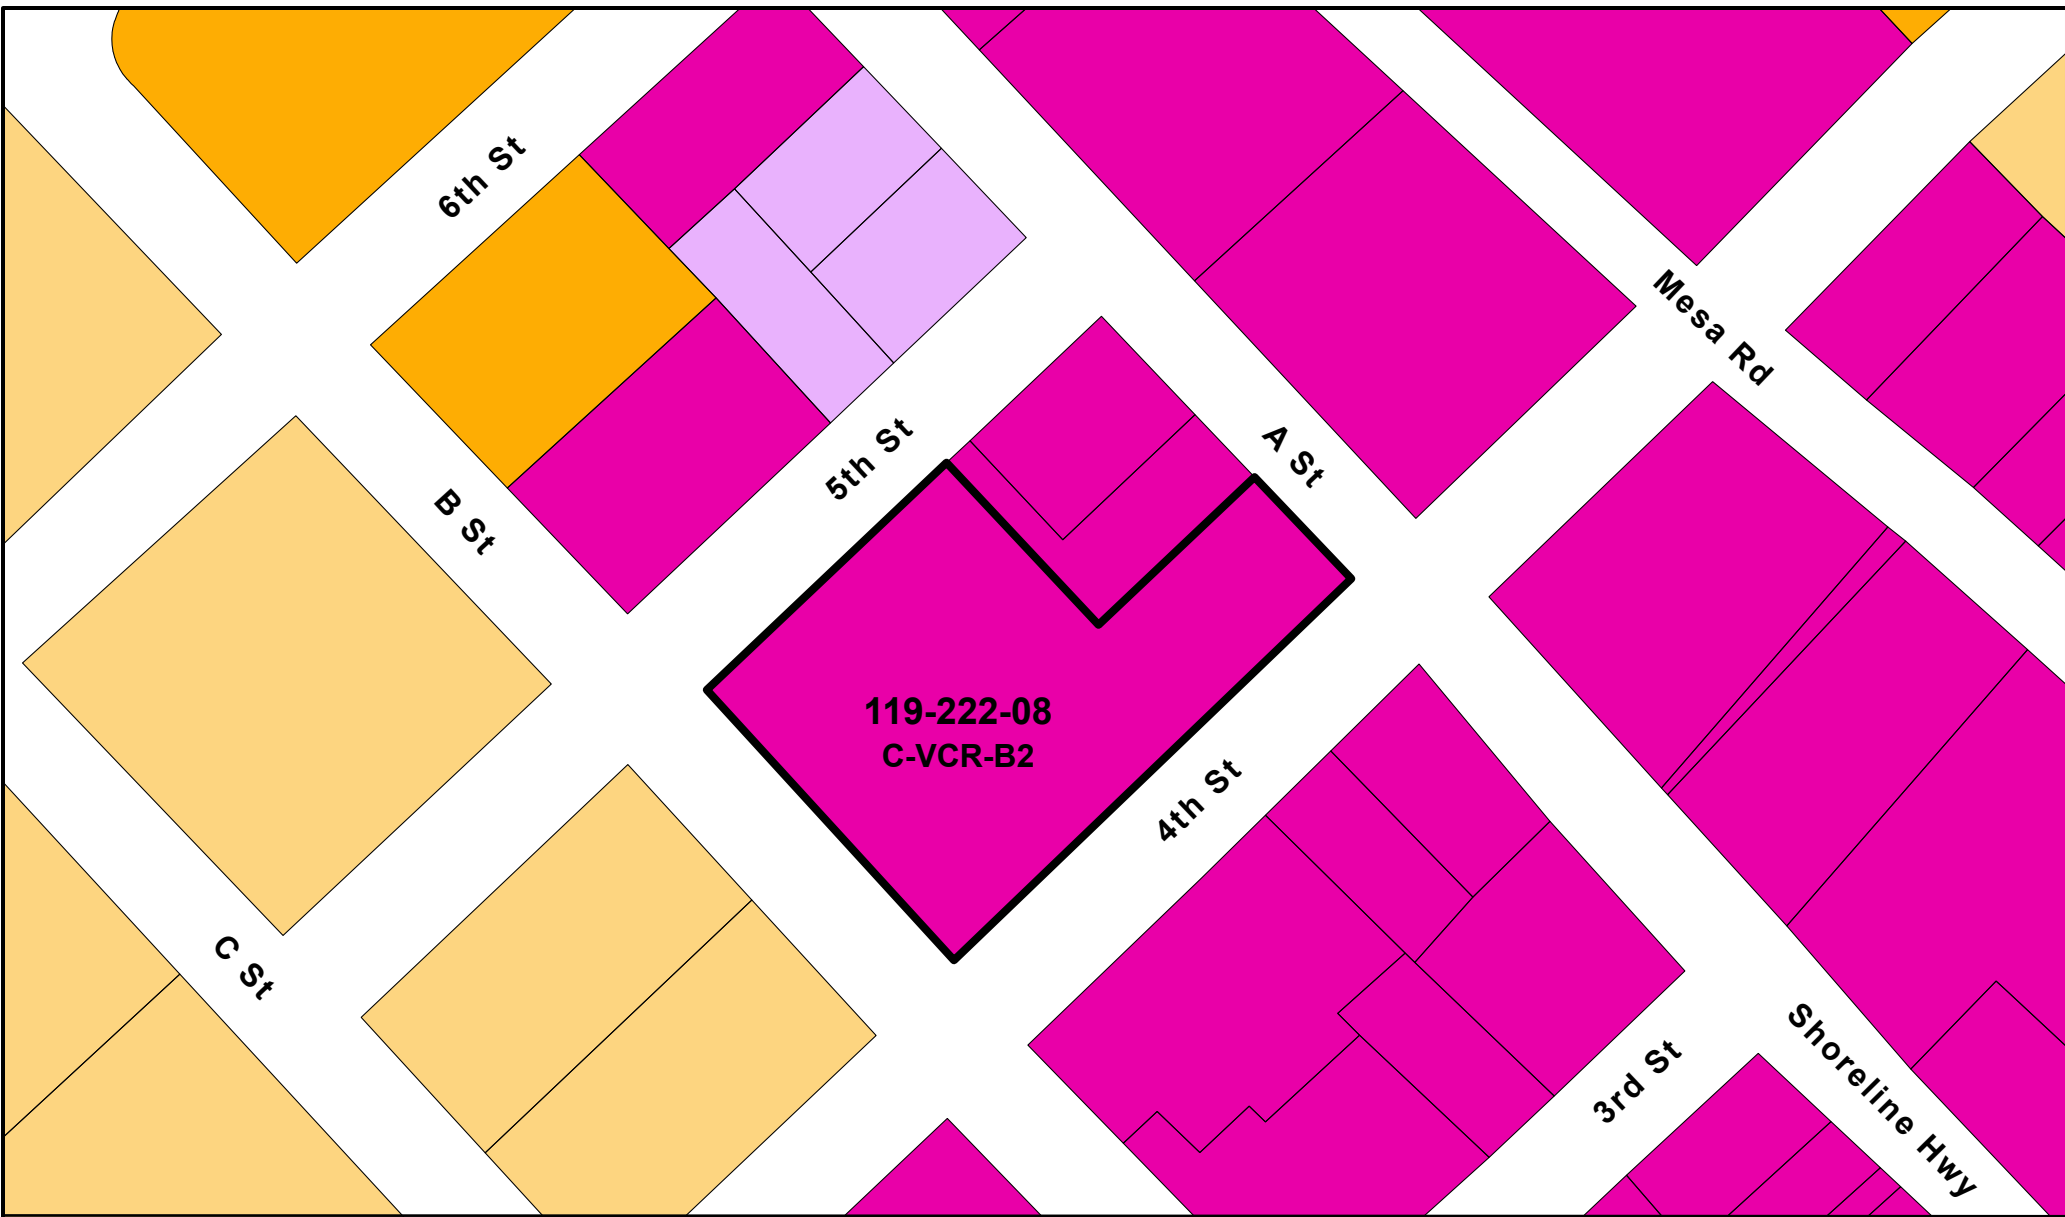 6th St
Mesa Rd
5th St
A St
B St
119-222-08
C-VCR-B2
4th St
C St
3rd St
Shoreline Hwy